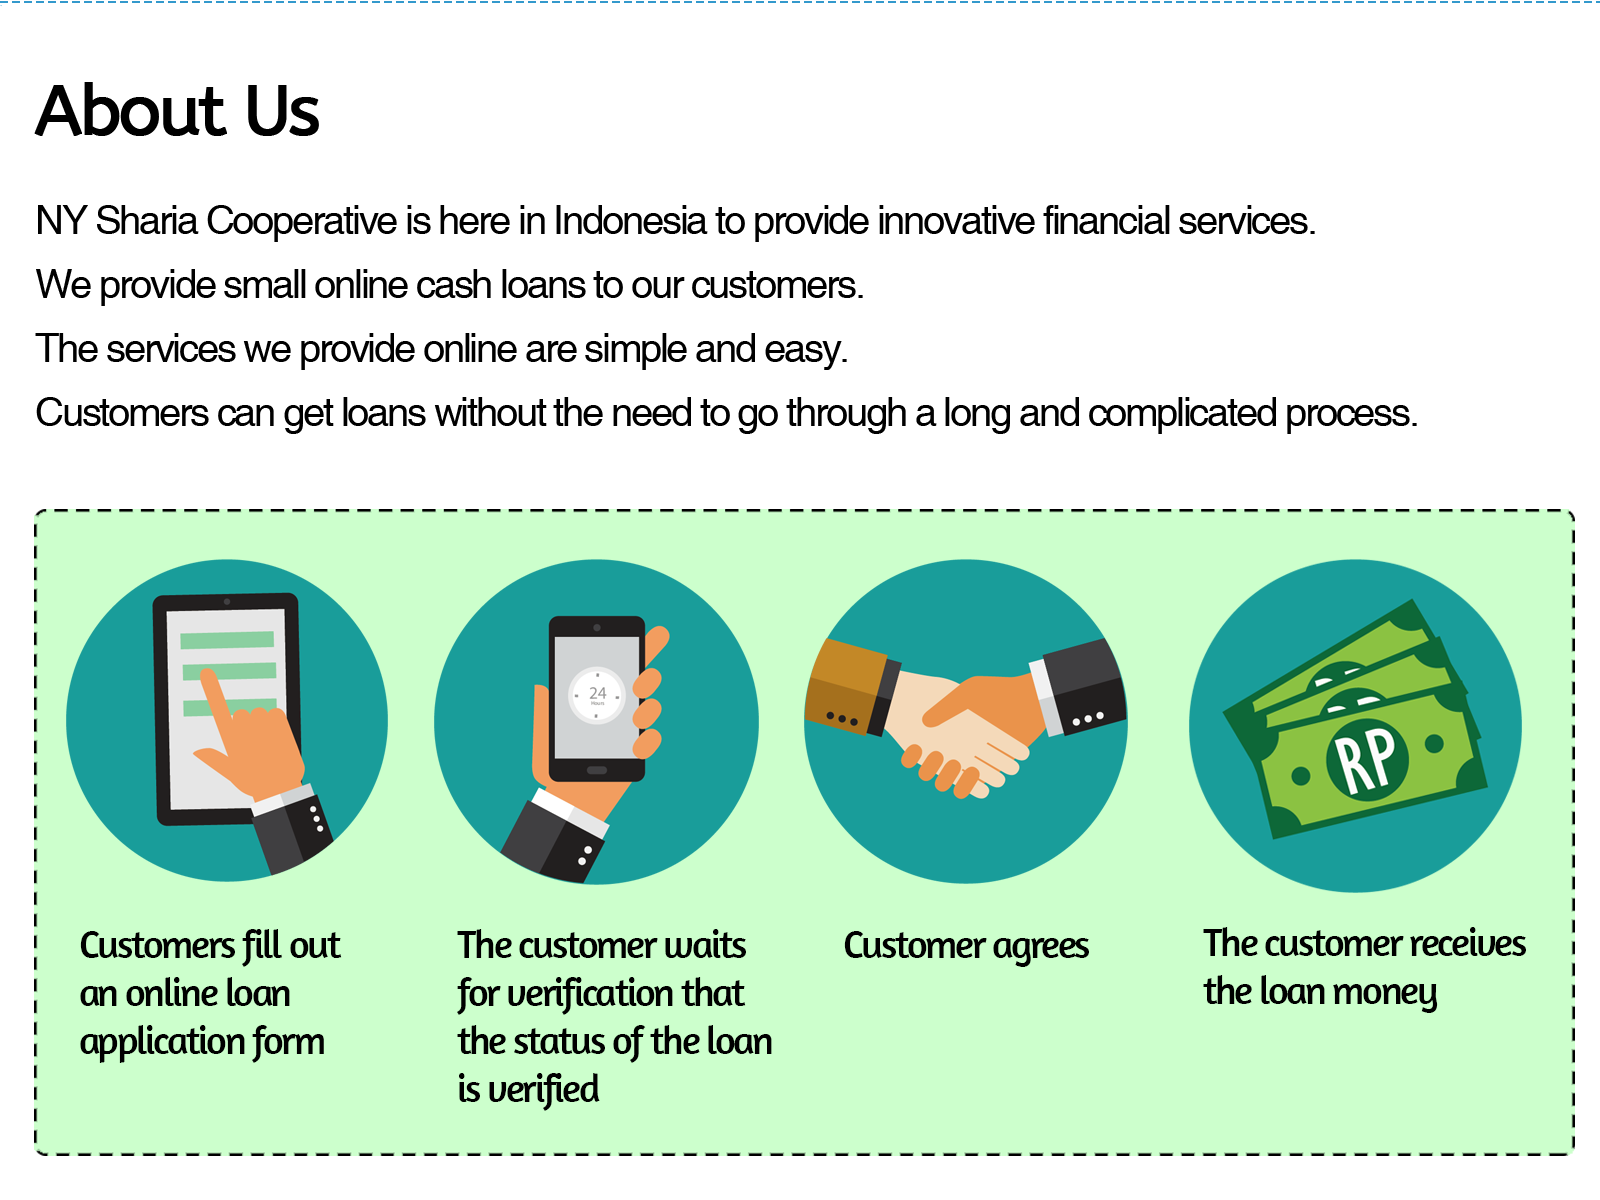 About Us
NY Sharia Cooperative is here in Indonesia to provide innovative financial services.
We provide small online cash loans to our customers.
The services we provide online are simple and easy.
Customers can get loans without the need to go through a long and complicated process.
24
Hours
RP
Customers fill out
an online loan
application form
The customer waits
for verification that
the status of the loan
is verified
Customer agrees
The customer receives
the loan money